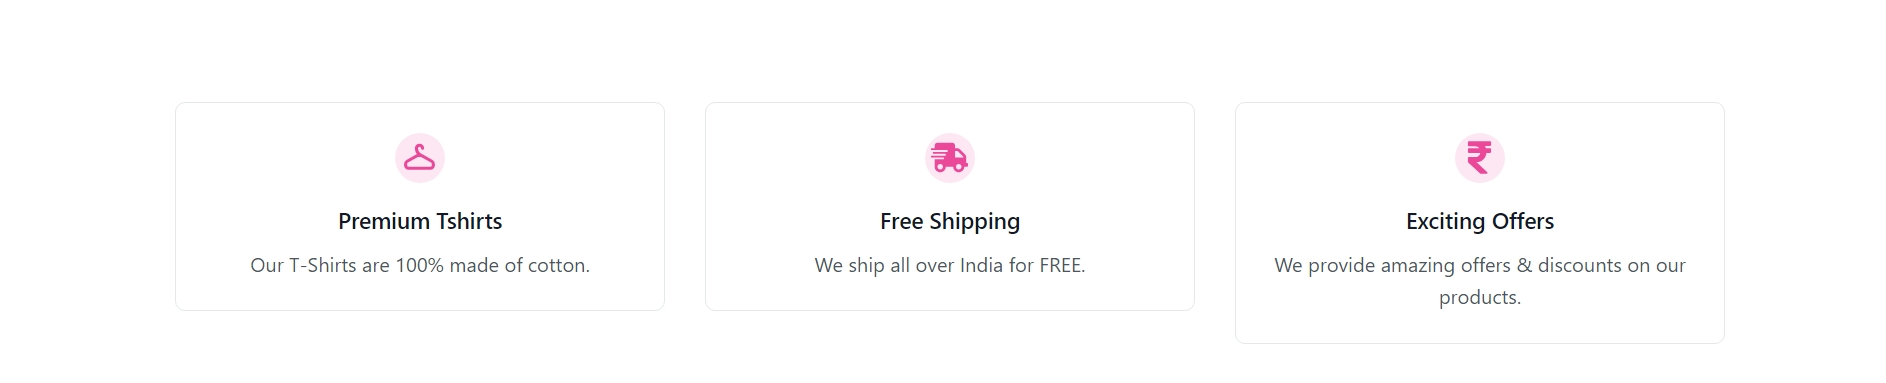 Premium Tshirts
Our T-Shirts are 100% made of cotton.
Free Shipping
We ship all over India for FREE.
₹
Exciting Offers
We provide amazing offers & discounts on our
products.